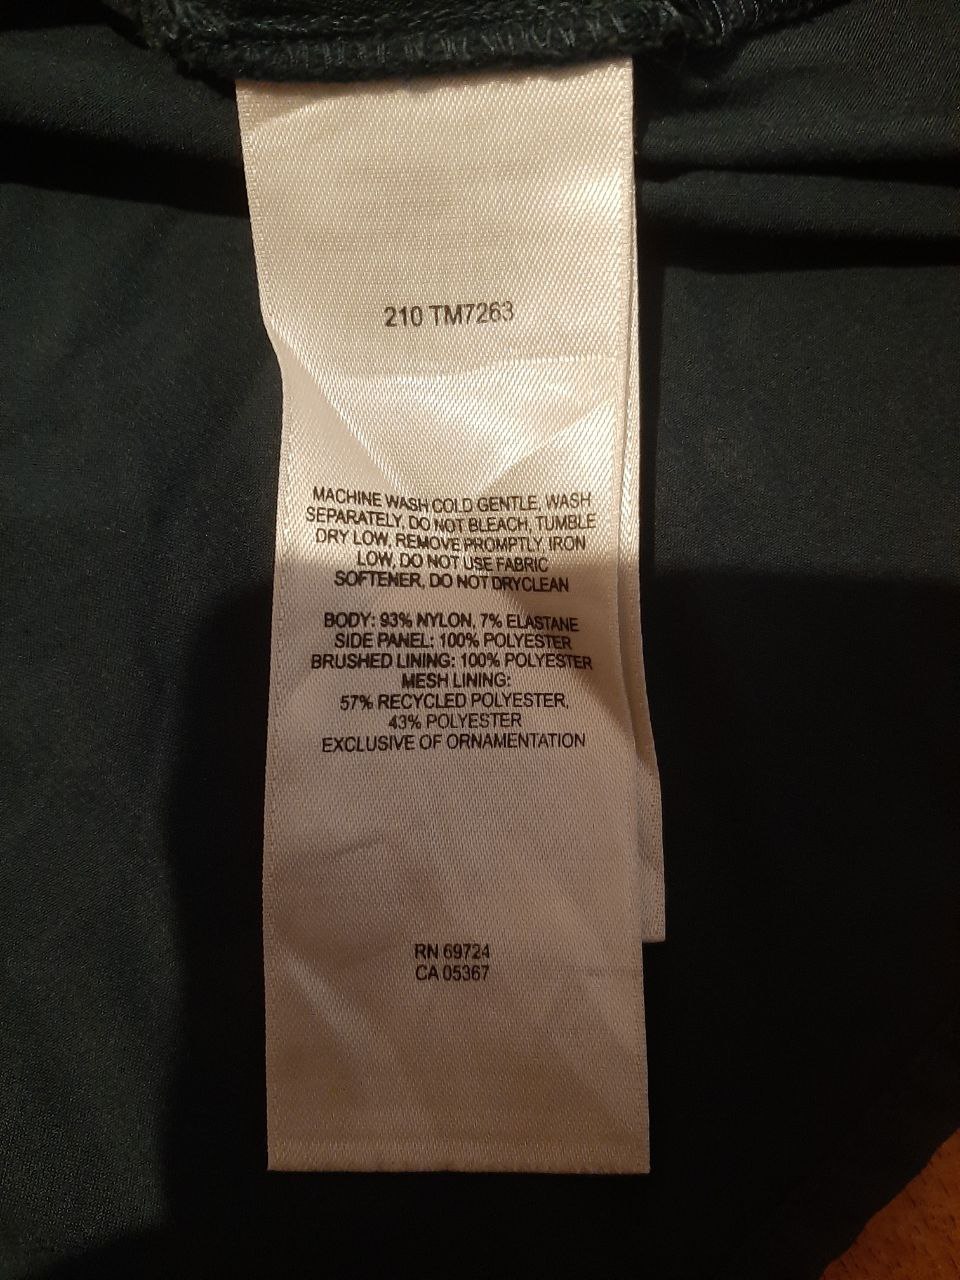 210 TM7263
MACHINE WASH COLD GENTLE, WASH
SEPARATELY, DO NOT BLEACH, TUMBLE
DRY LOW, REMOVE PROMPTLY, IRON
LOW, DO NOT USE FABRIC
SOFTENER, DO NOT DRYCLEAN
BODY: 93% NYLON, 7% ELASTANE
SIDE PANEL: 100% POLYESTER
BRUSHED LINING: 100% POLYESTER
MESH LINING:
57% RECYCLED POLYESTER,
43% POLYESTER
EXCLUSIVE OF ORNAMENTATION
RN 69724
CA 05367